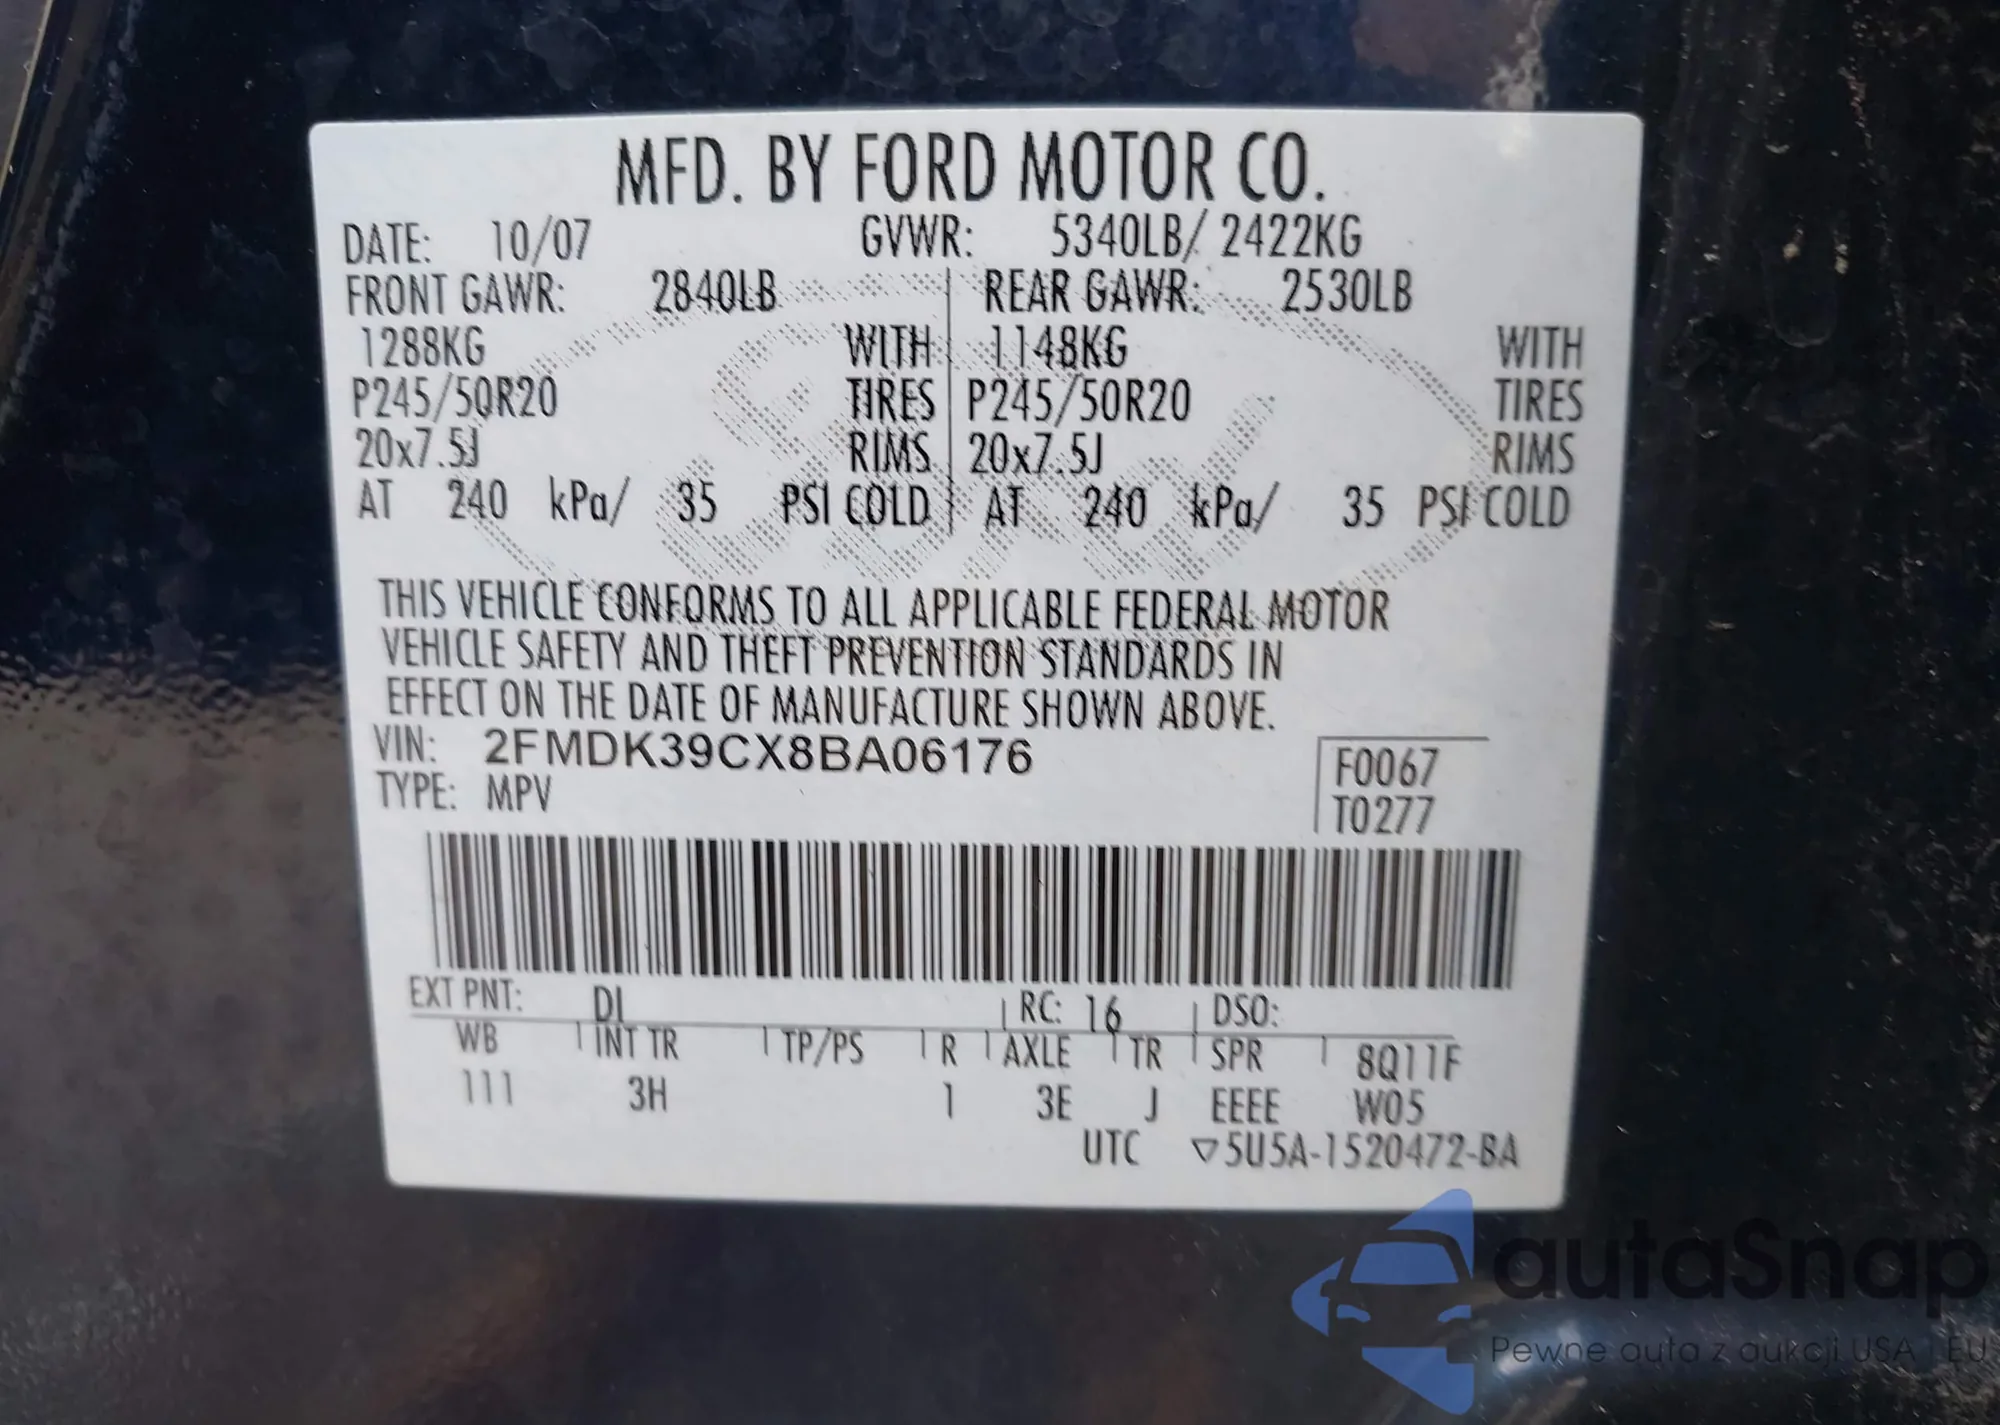 MFD. BY FORD MOTOR CO.
DATE: 10/07 GVWR: 5340LB/ 2422KG
FRONT GAWR: 2840LB REAR GAWR: 2530LB
1288KG WITH 1148KG WITH
P245/50R20 TIRES P245/50R20 TIRES
20x7.5J RIMS 20x7.5J RIMS
AT 240 kPa/ 35 PSI COLD AT 240 kPa/ 35 PSI COLD
THIS VEHICLE CONFORMS TO ALL APPLICABLE FEDERAL MOTOR
VEHICLE SAFETY AND THEFT PREVENTION STANDARDS IN
EFFECT ON THE DATE OF MANUFACTURE SHOWN ABOVE.
VIN: 2FMDK39CX8BA06176 F0067
TYPE: MPV T0277
EXT PNT: DI RC: 16 DSO:
WB INT TR TP/PS R AXLE TR SPR 8Q11F
111 3H 1 3E J EEEE W05
UTC ▽5U5A-1520472-BA
Ford
autaSnap
Pewne auta z aukcji USA i EU